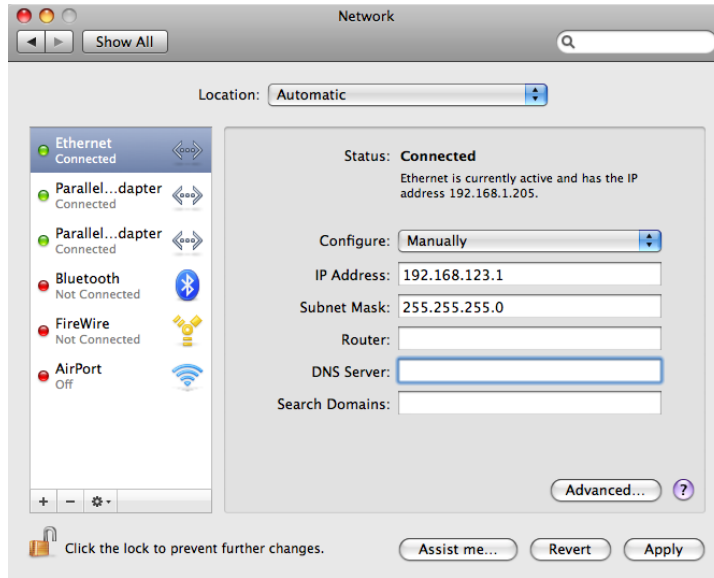 Network
Show All
Location: Automatic
Ethernet
Connected
Parallel...dapter
Connected
Parallel...dapter
Connected
Bluetooth
Not Connected
FireWire
Not Connected
AirPort
Off
Status: Connected
Ethernet is currently active and has the IP
address 192.168.1.205.
Configure: Manually
IP Address: 192.168.123.1
Subnet Mask: 255.255.255.0
Router:
DNS Server:
Search Domains:
Advanced... ?
+ −
Click the lock to prevent further changes.
Assist me... Revert Apply